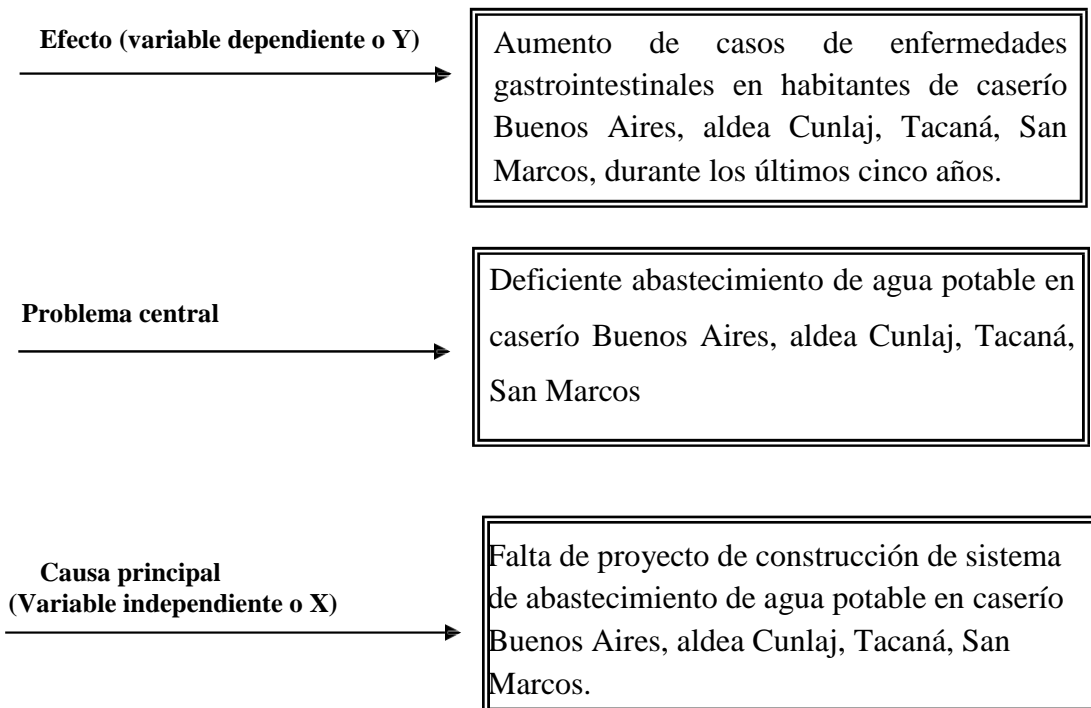 Efecto (variable dependiente o Y)
Aumento de casos de enfermedades
gastrointestinales en habitantes de caserío
Buenos Aires, aldea Cunlaj, Tacaná, San
Marcos, durante los últimos cinco años.
Problema central
Deficiente abastecimiento de agua potable en
caserío Buenos Aires, aldea Cunlaj, Tacaná,
San Marcos
Causa principal
(Variable independiente o X)
Falta de proyecto de construcción de sistema
de abastecimiento de agua potable en caserío
Buenos Aires, aldea Cunlaj, Tacaná, San
Marcos.